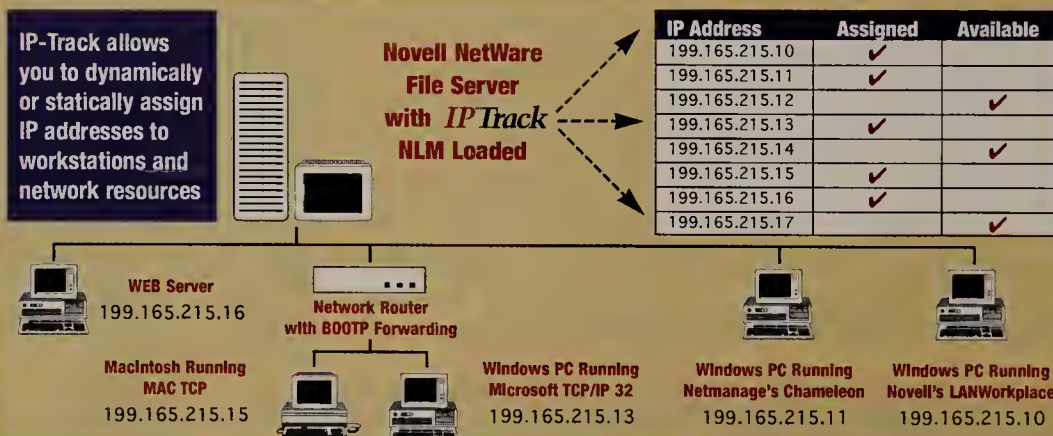 IP-Track allows
you to dynamically
or statically assign
IP addresses to
workstations and
network resources
Novell NetWare
File Server
with IPTrack
NLM Loaded
IP Address Assigned Available
199.165.215.10 ✔
199.165.215.11 ✔
199.165.215.12 ✔
199.165.215.13 ✔
199.165.215.14 ✔
199.165.215.15 ✔
199.165.215.16 ✔
199.165.215.17 ✔
WEB Server
199.165.215.16
Network Router
with BOOTP Forwarding
Macintosh Running
MAC TCP
199.165.215.15
Windows PC Running
Microsoft TCP/IP 32
199.165.215.13
Windows PC Running
Netmanage's Chameleon
199.165.215.11
Windows PC Running
Novell's LANWorkplace
199.165.215.10